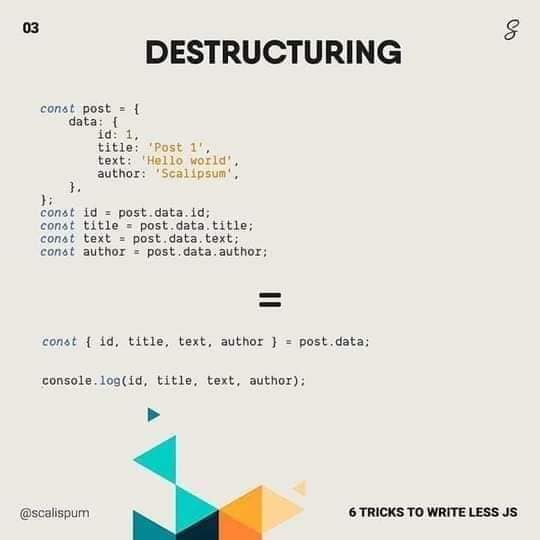 03
DESTRUCTURING
const post = {
    data: {
        id: 1,
        title: 'Post 1',
        text: 'Hello world',
        author: 'Scalipsum',
    },
};
const id = post.data.id;
const title = post.data.title;
const text = post.data.text;
const author = post.data.author;
=
const { id, title, text, author } = post.data;
console.log(id, title, text, author);
@scalispum
6 TRICKS TO WRITE LESS JS